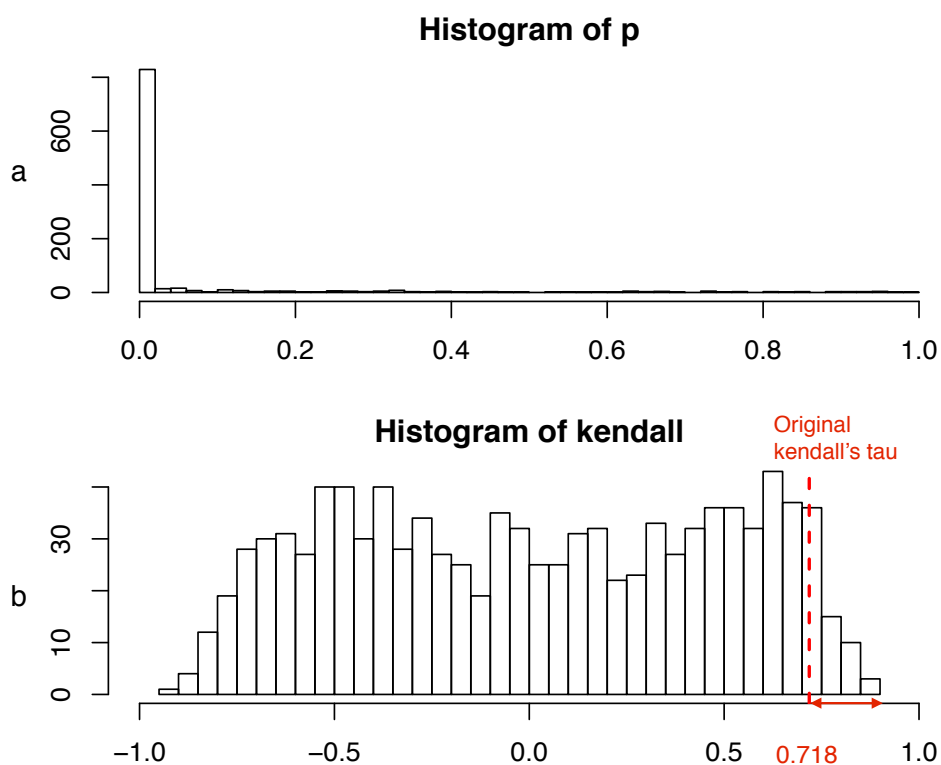 Histogram of p
a
0 200 600
0.0 0.2 0.4 0.6 0.8 1.0
Histogram of kendall
Original
kendall's tau
b
0 10 30
−1.0 −0.5 0.0 0.5 1.0
0.718